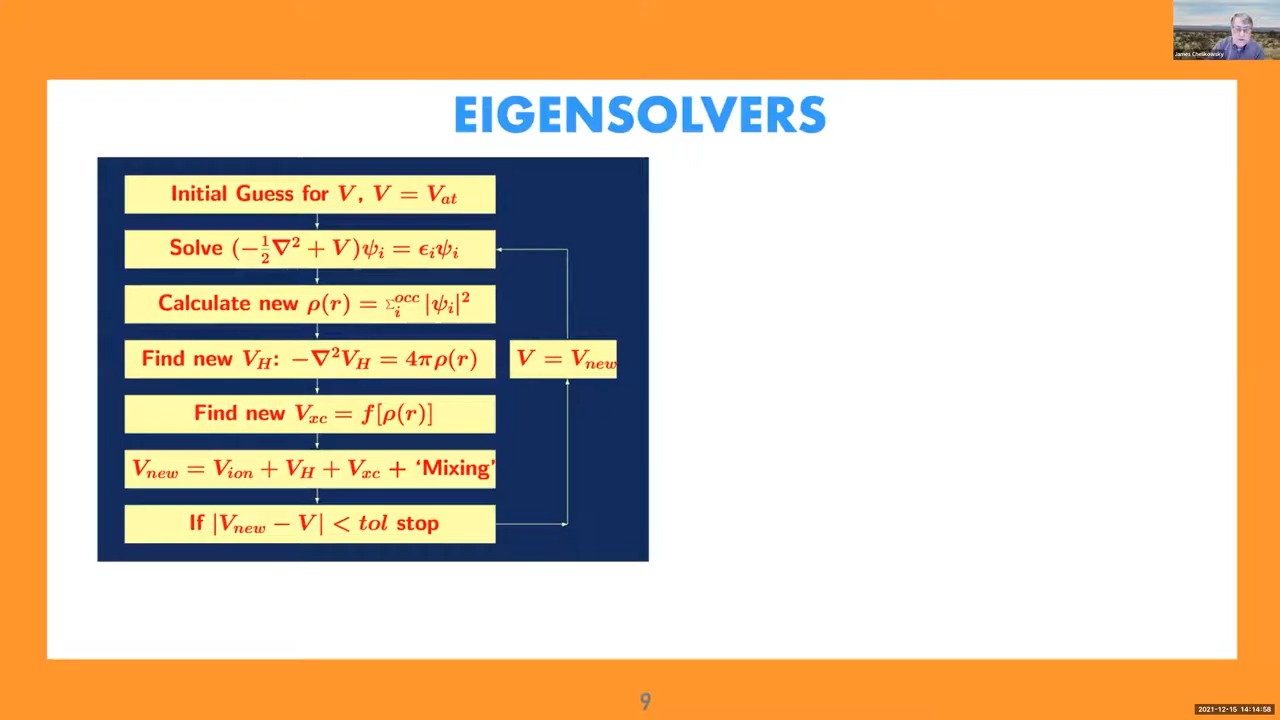 James Chelikowsky
EIGENSOLVERS
Initial Guess for V, V = V_at
Solve (−½∇² + V)ψ_i = ϵ_iψ_i
Calculate new ρ(r) = Σ_i^occ |ψ_i|²
Find new V_H: −∇²V_H = 4πρ(r)
V = V_new
Find new V_xc = f[ρ(r)]
V_new = V_ion + V_H + V_xc + ‘Mixing’
If |V_new − V| < tol stop
9
2021-12-15 14:14:58